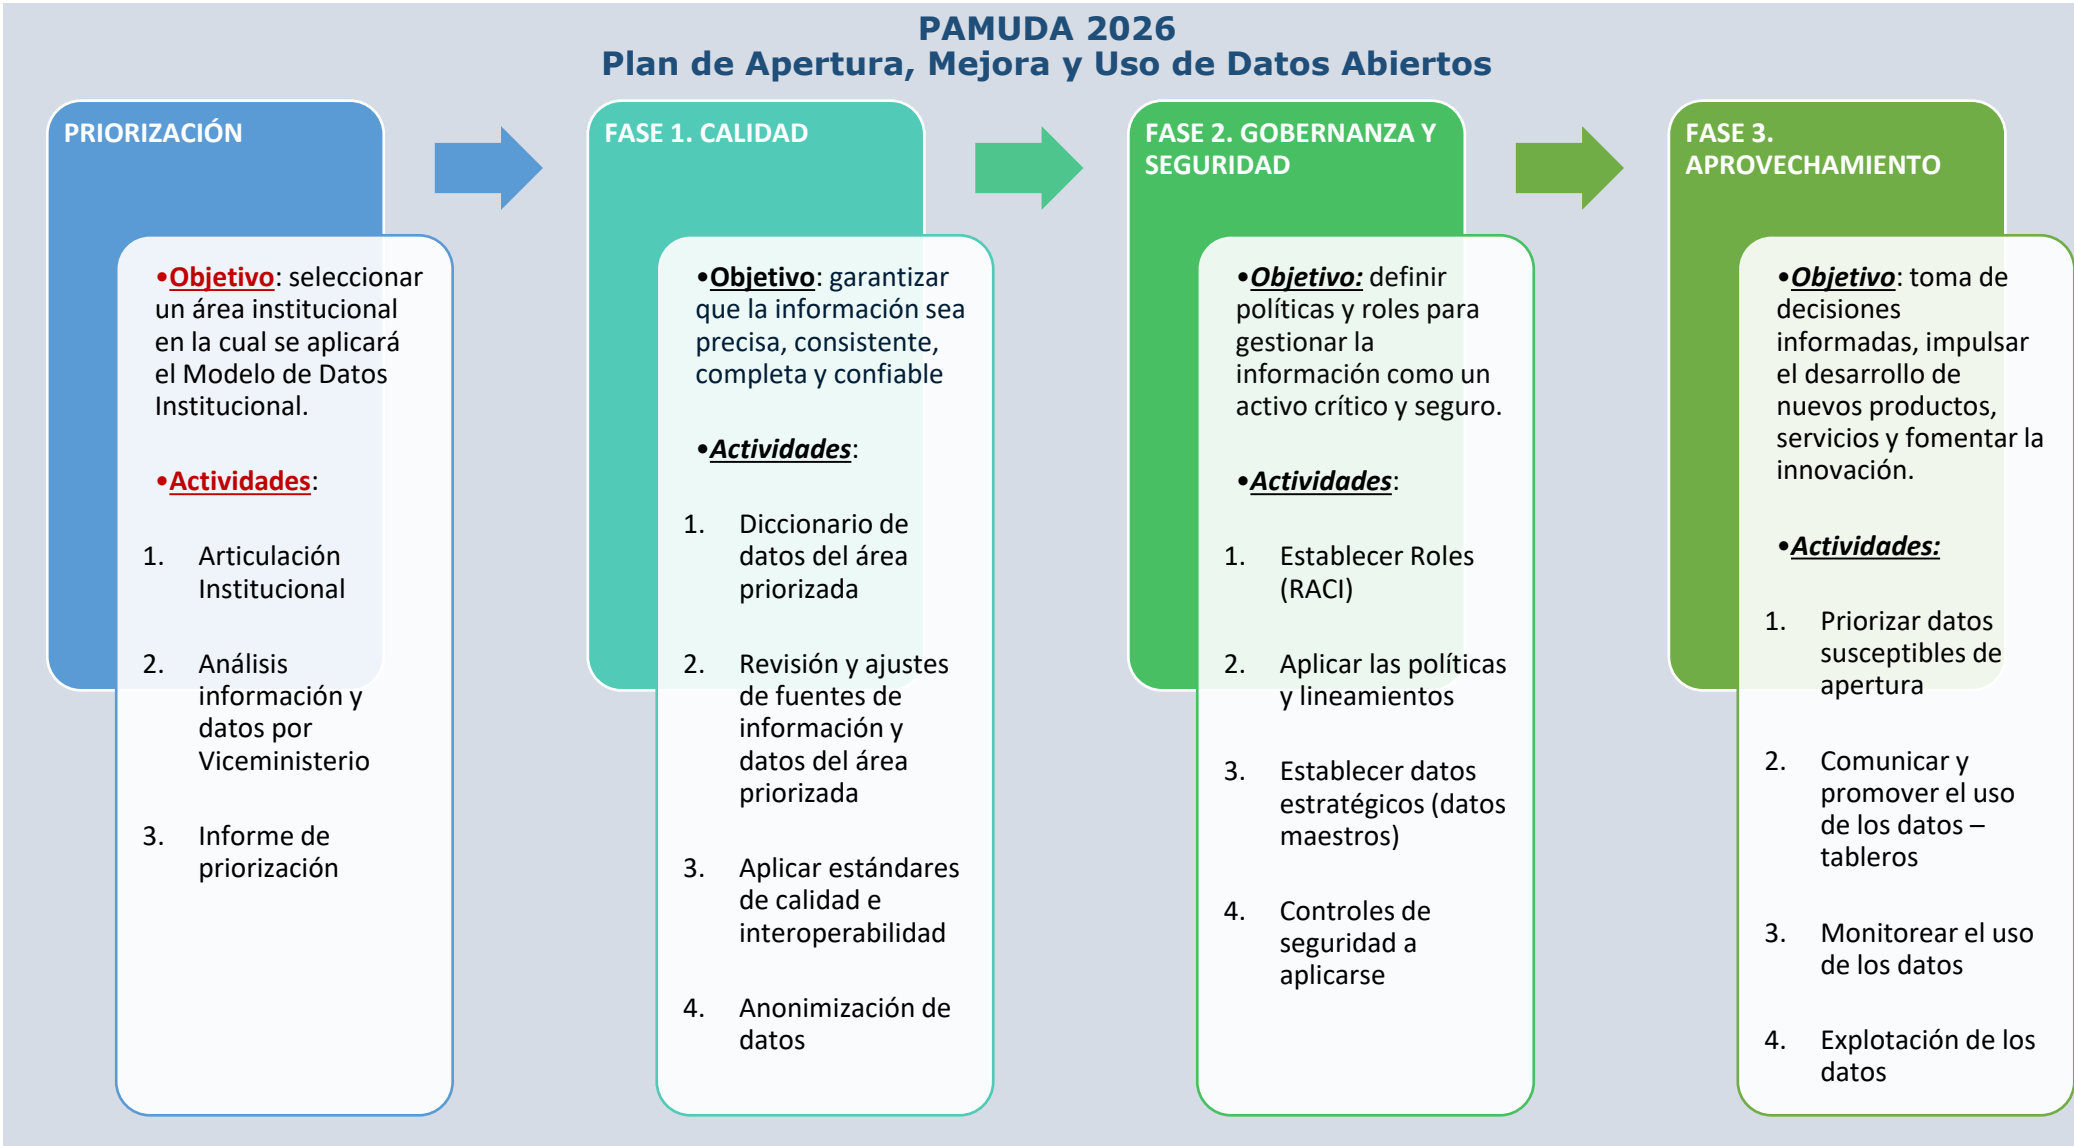 PAMUDA 2026
Plan de Apertura, Mejora y Uso de Datos Abiertos
PRIORIZACIÓN
•Objetivo: seleccionar
un área institucional
en la cual se aplicará
el Modelo de Datos
Institucional.
•Actividades:
1. Articulación
Institucional
2. Análisis
información y
datos por
Viceministerio
3. Informe de
priorización
FASE 1. CALIDAD
•Objetivo: garantizar
que la información sea
precisa, consistente,
completa y confiable
•Actividades:
1. Diccionario de
datos del área
priorizada
2. Revisión y ajustes
de fuentes de
información y
datos del área
priorizada
3. Aplicar estándares
de calidad e
interoperabilidad
4. Anonimización de
datos
FASE 2. GOBERNANZA Y
SEGURIDAD
•Objetivo: definir
políticas y roles para
gestionar la
información como un
activo crítico y seguro.
•Actividades:
1. Establecer Roles
(RACI)
2. Aplicar las políticas
y lineamientos
3. Establecer datos
estratégicos (datos
maestros)
4. Controles de
seguridad a
aplicarse
FASE 3.
APROVECHAMIENTO
•Objetivo: toma de
decisiones
informadas, impulsar
el desarrollo de
nuevos productos,
servicios y fomentar la
innovación.
•Actividades:
1. Priorizar datos
susceptibles de
apertura
2. Comunicar y
promover el uso
de los datos –
tableros
3. Monitorear el uso
de los datos
4. Explotación de los
datos